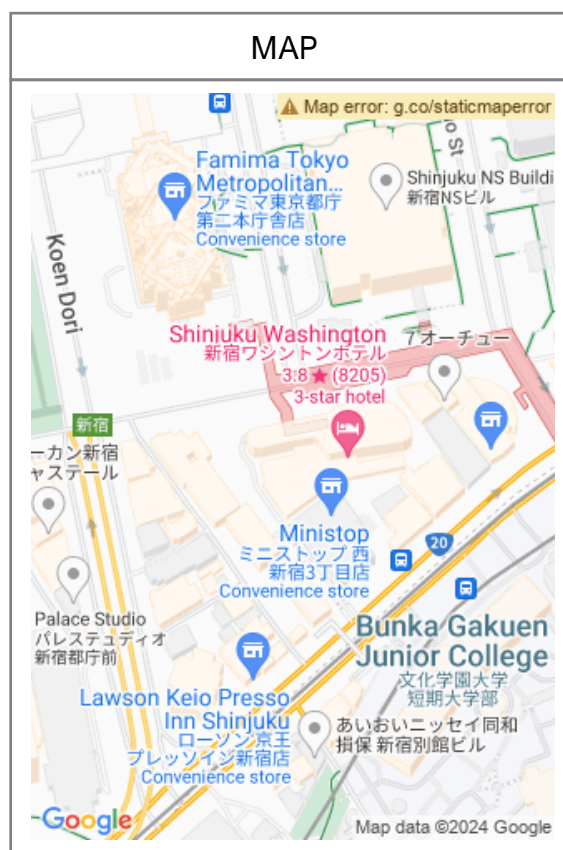 MAP
Map error: g.co/staticmaperror
Famima Tokyo
Metropolitan...
ファミマ東京都庁
第二本庁舎店
Convenience store
o St
Shinjuku NS Buildi
新宿NSビル
Koen Dori
Shinjuku Washington
新宿ワシントンホテル
3.8★(8205)
3-star hotel
7 オーチュー
新宿
ーカン新宿
ャステール
Ministop
ミニストップ 西
新宿3丁目店
Convenience store
20
Palace Studio
パレステュディオ
新宿都庁前
Bunka Gakuen
Junior College
文化学園大学
短期大学部
Lawson Keio Presso
Inn Shinjuku
ローソン 京王
プレッソイン新宿店
Convenience store
あいおいニッセイ同和
損保 新宿別館ビル
Google
Map data ©2024 Google